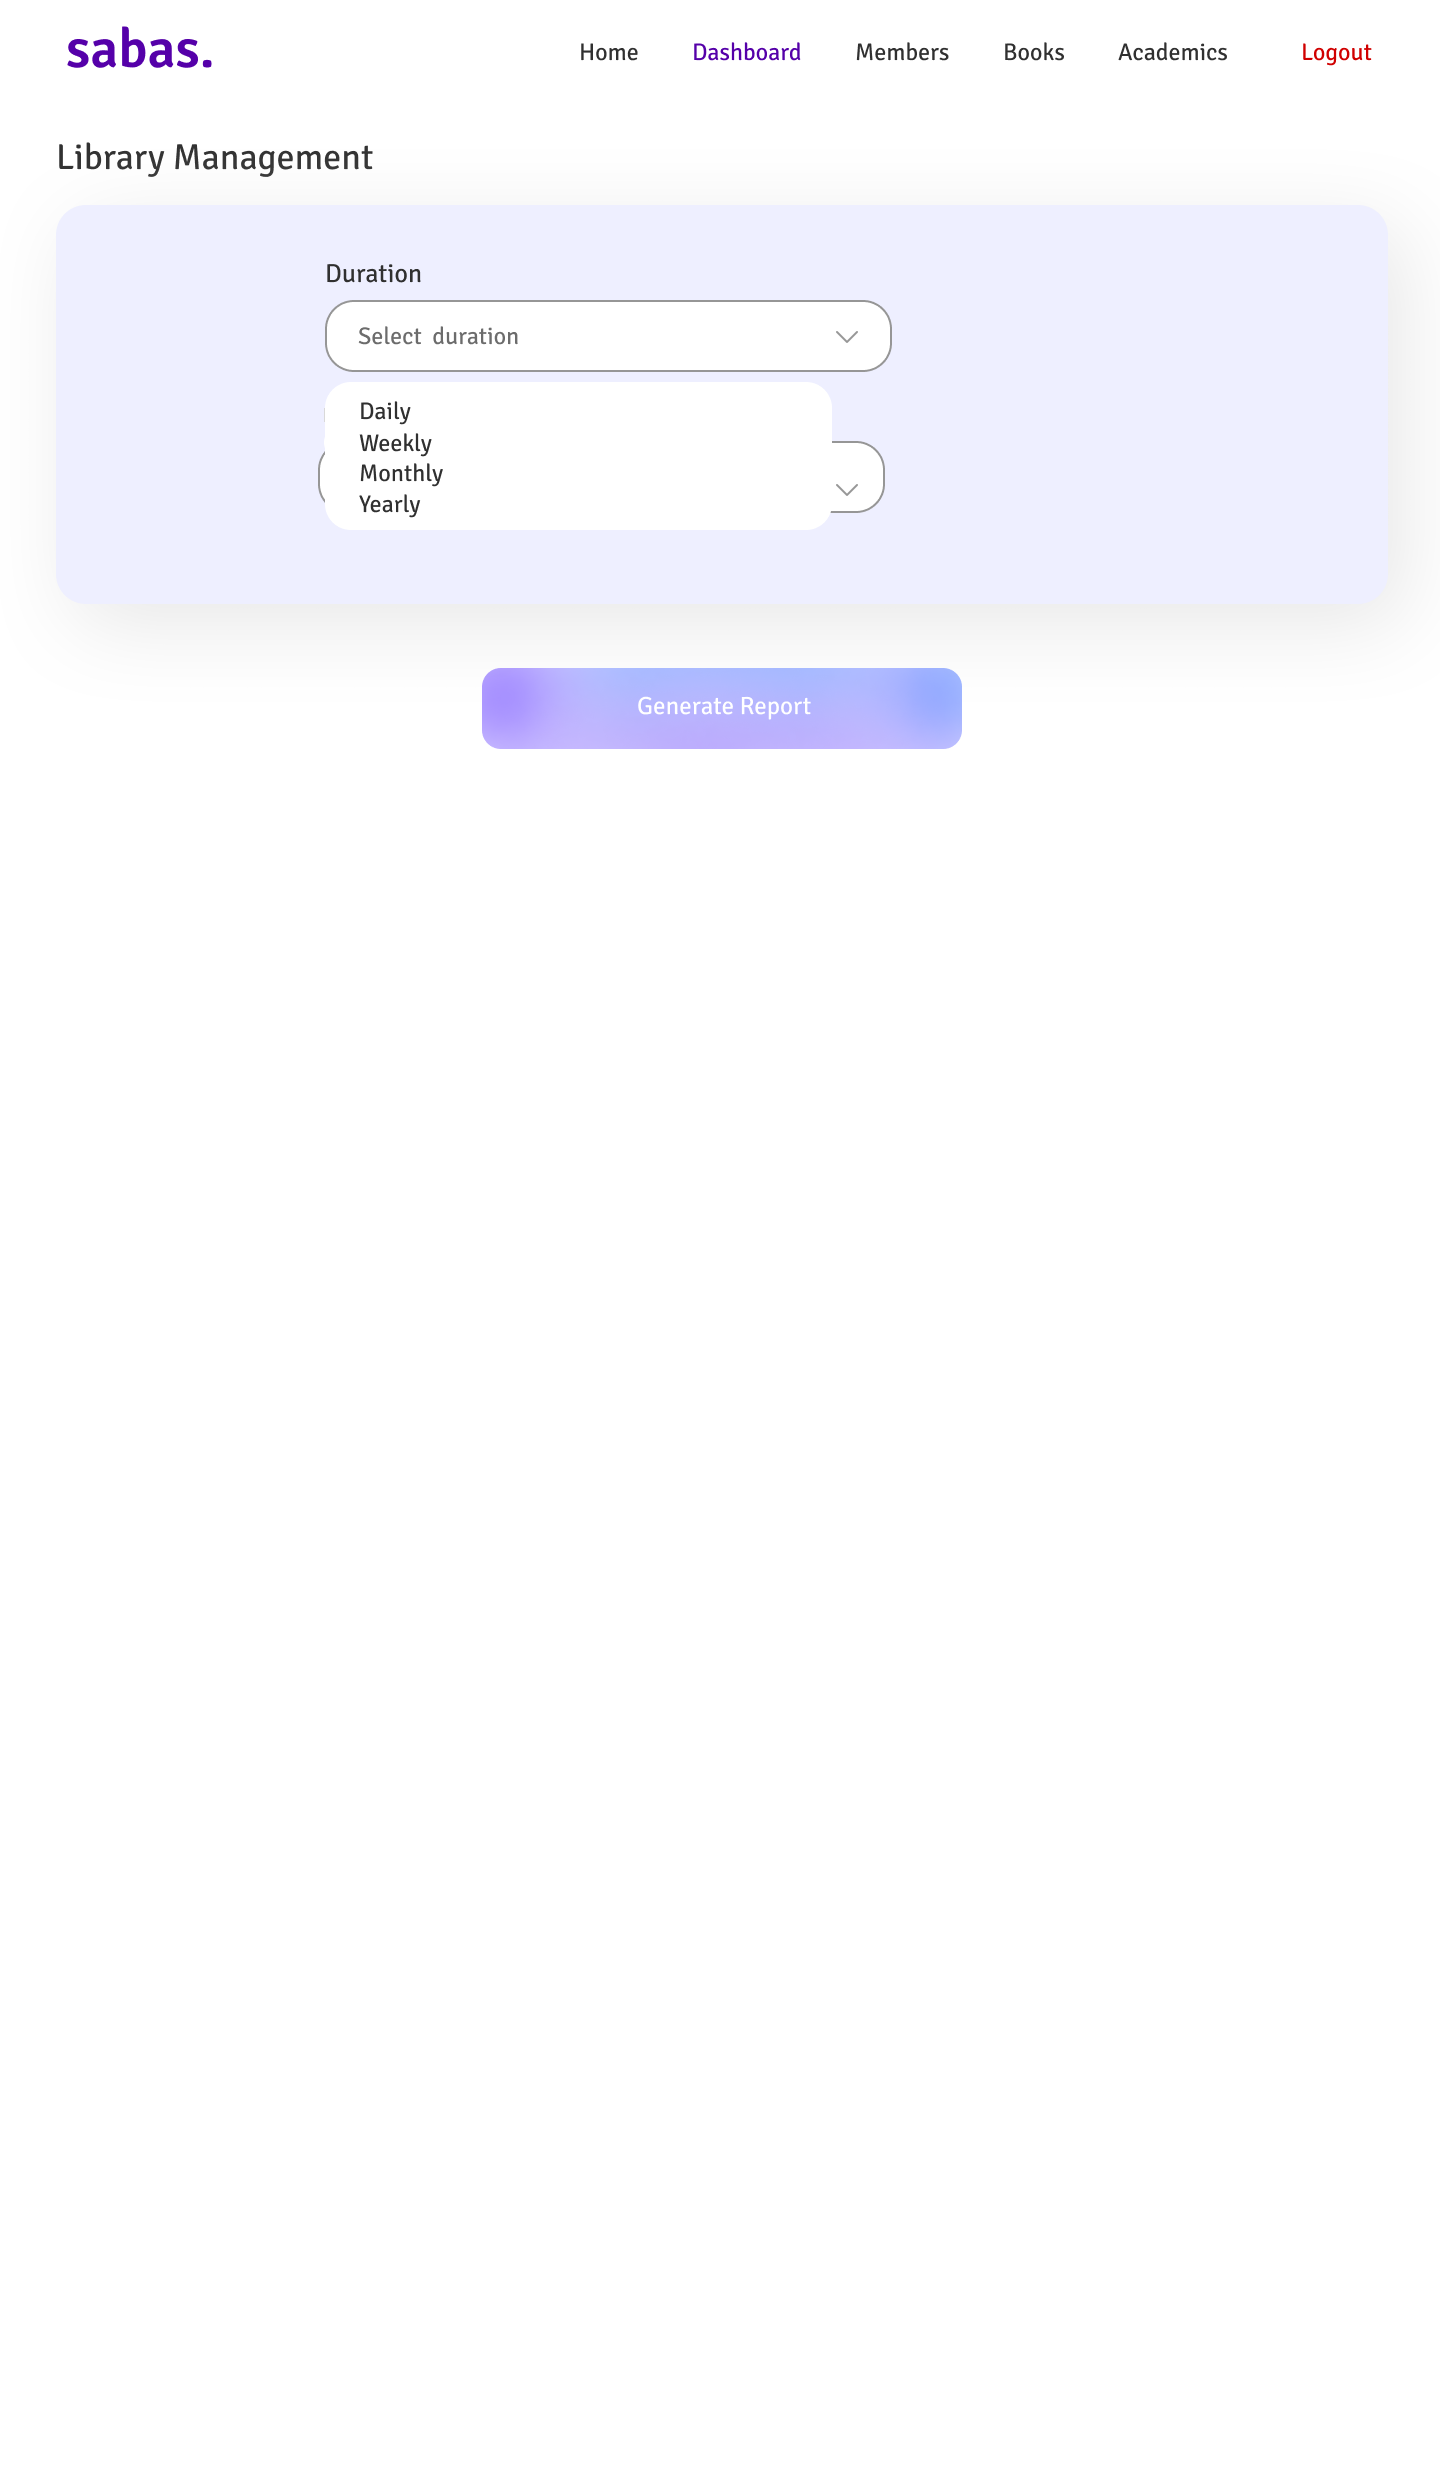 sabas.
Home Dashboard Members Books Academics Logout
Library Management
Duration
Select duration
Daily
Weekly
Monthly
Yearly
Generate Report